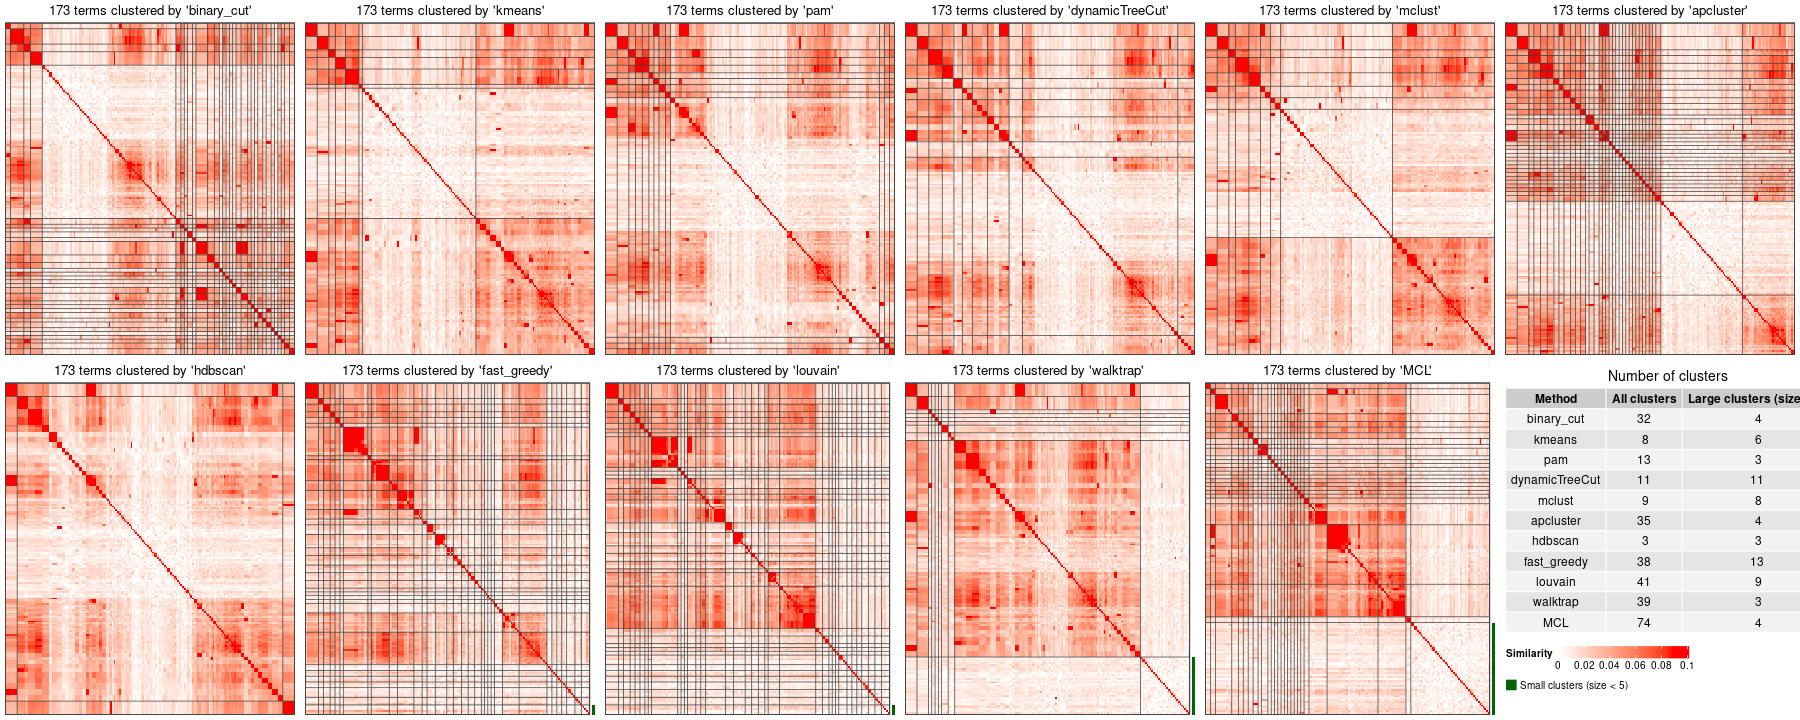 173 terms clustered by 'binary_cut'
173 terms clustered by 'kmeans'
173 terms clustered by 'pam'
173 terms clustered by 'dynamicTreeCut'
173 terms clustered by 'mclust'
173 terms clustered by 'apcluster'
173 terms clustered by 'hdbscan'
173 terms clustered by 'fast_greedy'
173 terms clustered by 'louvain'
173 terms clustered by 'walktrap'
173 terms clustered by 'MCL'
Number of clusters
Method All clusters Large clusters (size
binary_cut 32 4
kmeans 8 6
pam 13 3
dynamicTreeCut 11 11
mclust 9 8
apcluster 35 4
hdbscan 3 3
fast_greedy 38 13
louvain 41 9
walktrap 39 3
MCL 74 4
Similarity
0 0.02 0.04 0.06 0.08 0.1
Small clusters (size < 5)